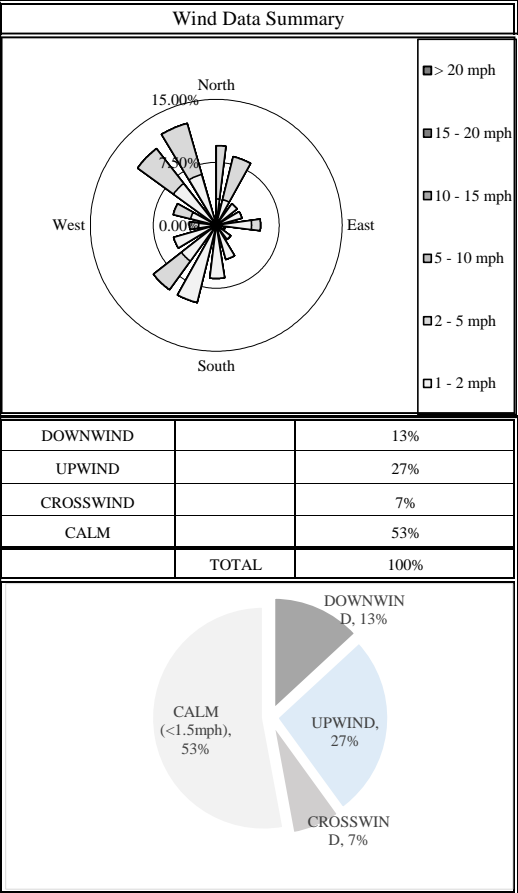 Wind Data Summary
North
15.00%
7.50%
0.00%
West
East
South
> 20 mph
15 - 20 mph
10 - 15 mph
5 - 10 mph
2 - 5 mph
1 - 2 mph
DOWNWIND 13%
UPWIND 27%
CROSSWIND 7%
CALM 53%
TOTAL 100%
DOWNWIN
D, 13%
UPWIND,
27%
CROSSWIN
D, 7%
CALM
(<1.5mph),
53%